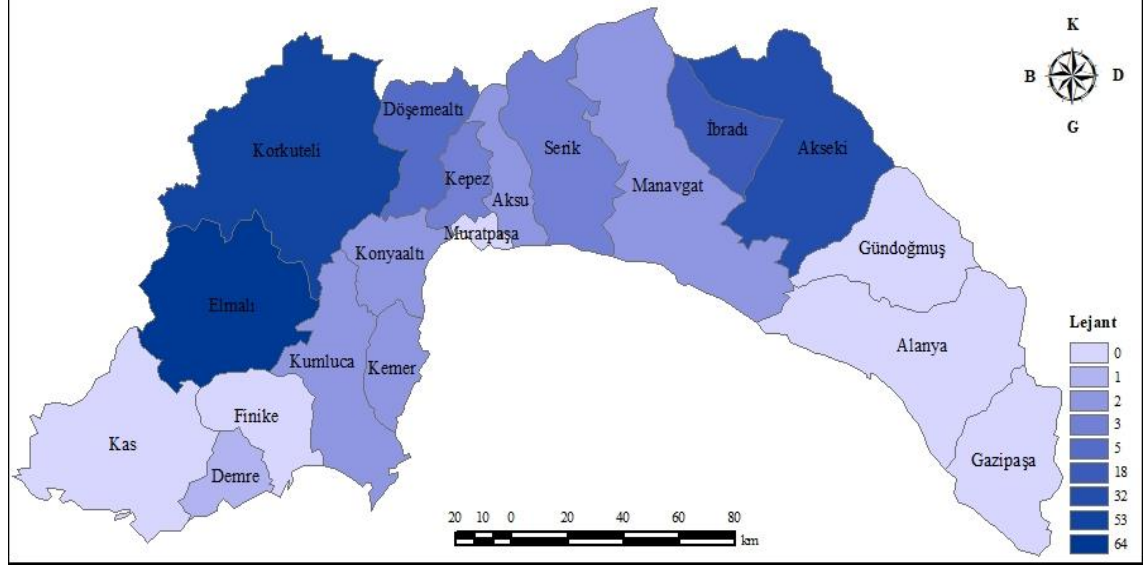 K
B
D
G
Döşemealtı
Korkuteli
Serik
İbradı
Akseki
Kepez
Manavgat
Aksu
Muratpaşa
Konyaaltı
Gündoğmuş
Elmalı
Alanya
Kumluca
Kemer
Finike
Kas
Demre
Gazipaşa
Lejant
0
1
2
3
5
18
32
53
64
20 10 0 20 40 60 80
km